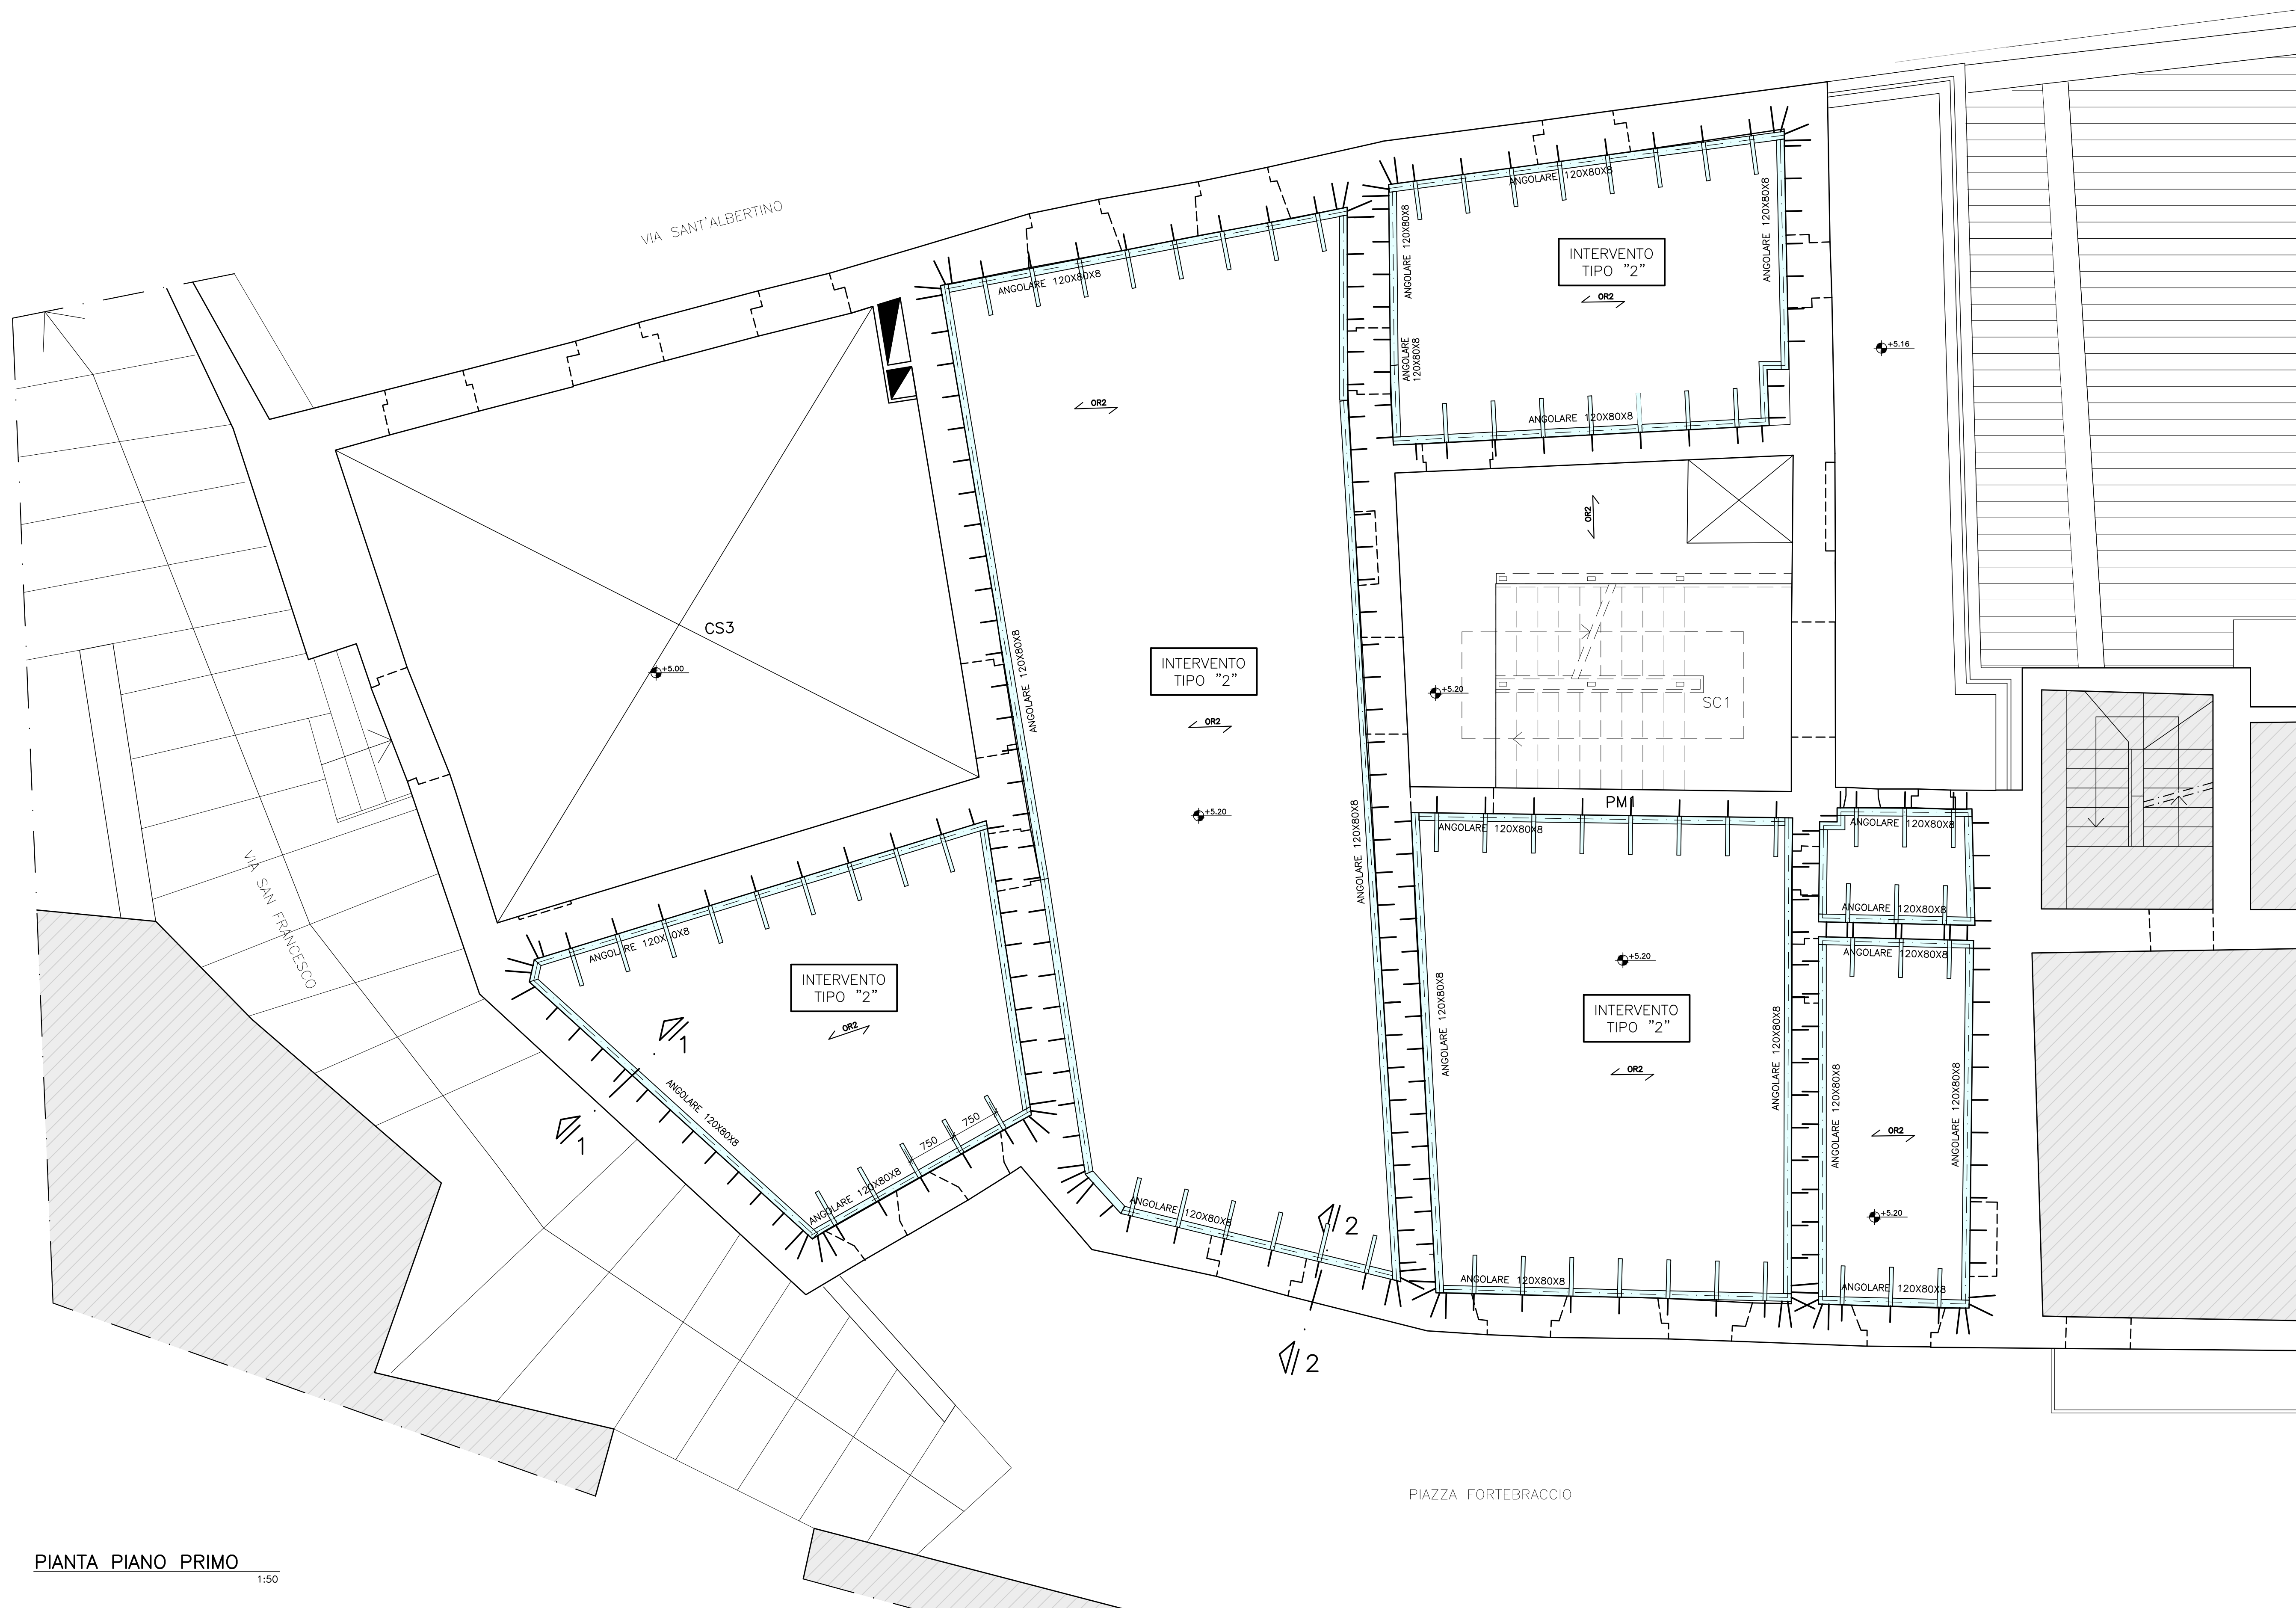 VIA SANT'ALBERTINO
ANGOLARE 120X80X8
ANGOLARE 120X80X8
ANGOLARE 120X80X8
INTERVENTO
TIPO "2"
OR2
ANGOLARE 120X80X8
ANGOLARE
120X80X8
ANGOLARE 120X80X8
+5.16
OR2
OR2
CS3
+5.00
ANGOLARE 120X80X8
INTERVENTO
TIPO "2"
OR2
+5.20
+5.20
SC1
PM1
ANGOLARE 120X80X8
ANGOLARE 120X80X8
ANGOLARE 120X80X8
ANGOLARE 120X80X8
ANGOLARE 120X80X8
VIA SAN FRANCESCO
ANGOLARE 120X80X8
INTERVENTO
TIPO "2"
OR2
1
1
ANGOLARE 120X80X8
750
750
ANGOLARE 120X80X8
+5.20
INTERVENTO
TIPO "2"
OR2
ANGOLARE 120X80X8
ANGOLARE 120X80X8
ANGOLARE 120X80X8
ANGOLARE 120X80X8
OR2
+5.20
ANGOLARE 120X80X8
2
2
ANGOLARE 120X80X8
ANGOLARE 120X80X8
PIAZZA FORTEBRACCIO
PIANTA PIANO PRIMO
1:50